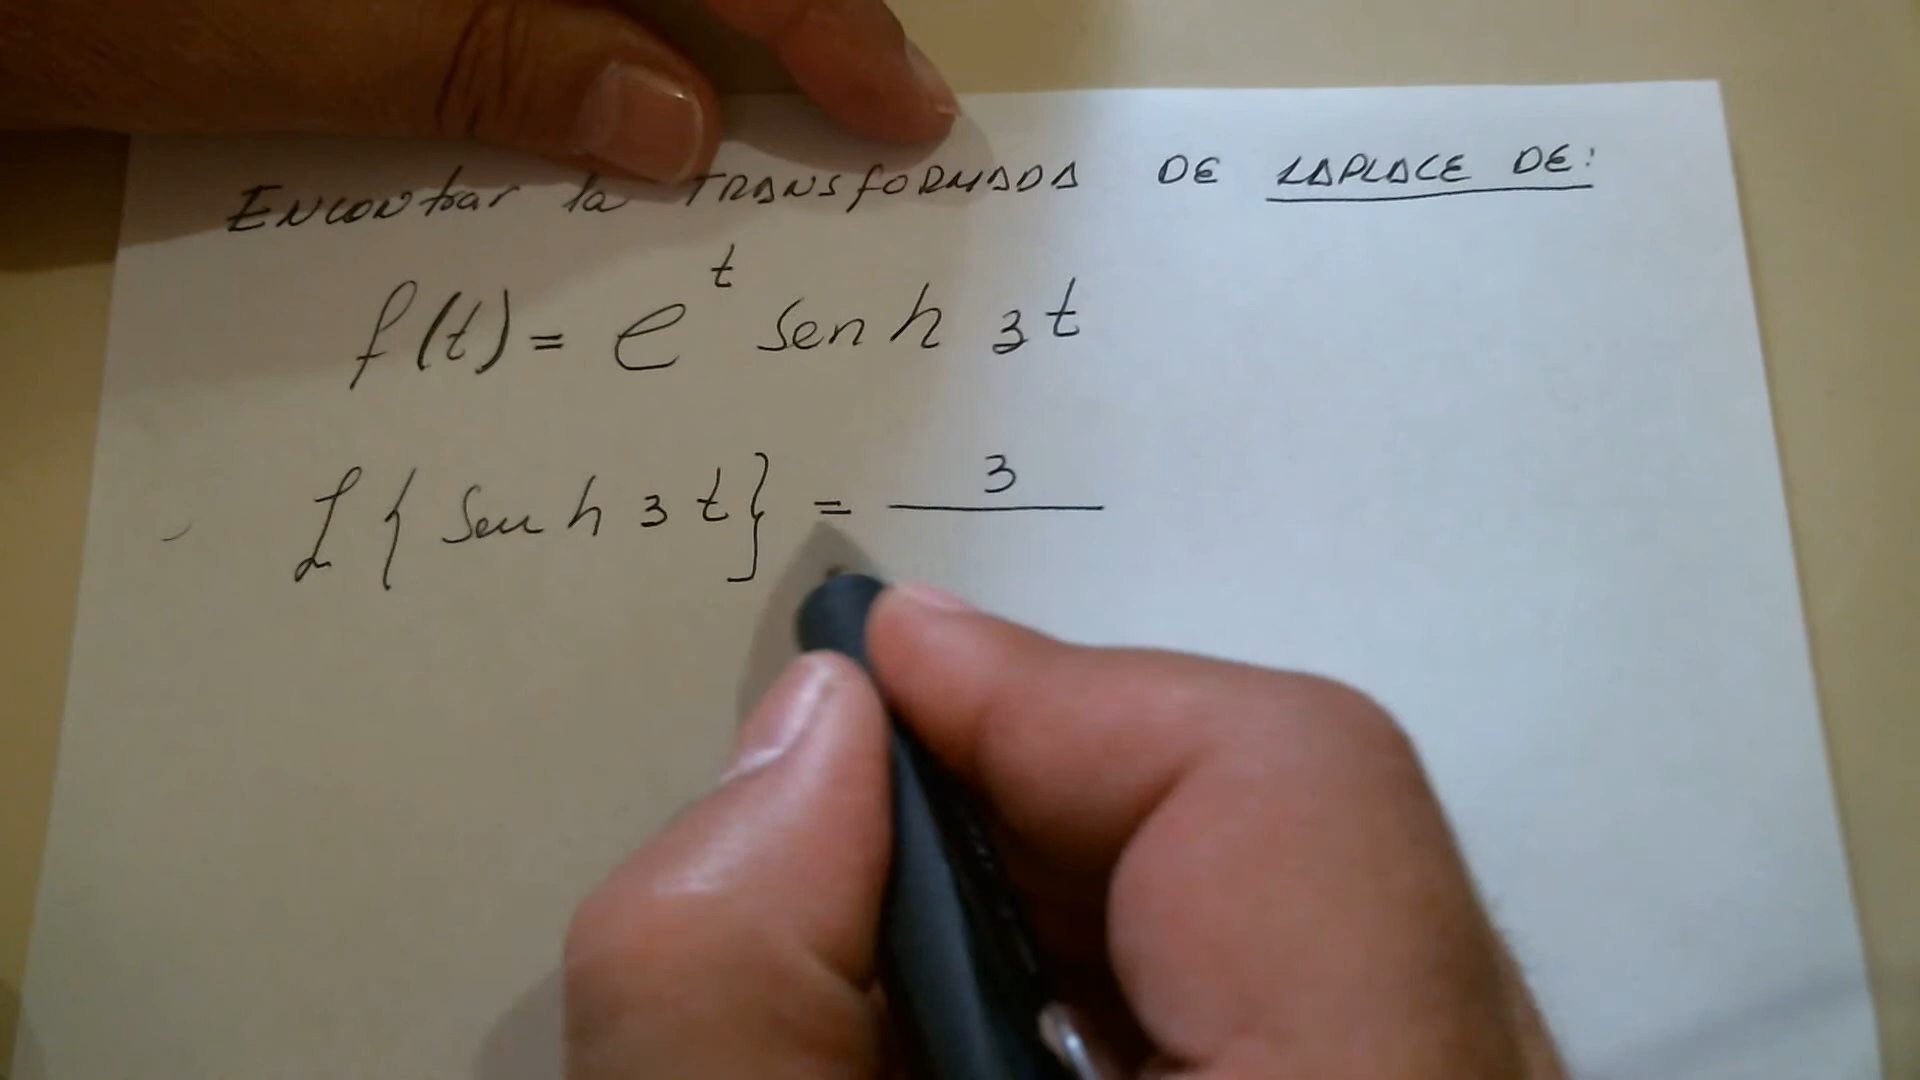 ENCONtrar la TRANSfORMADA DE LAPLACE DE:
f(t) = e^t senh 3t
ℒ{senh 3t} = 3/